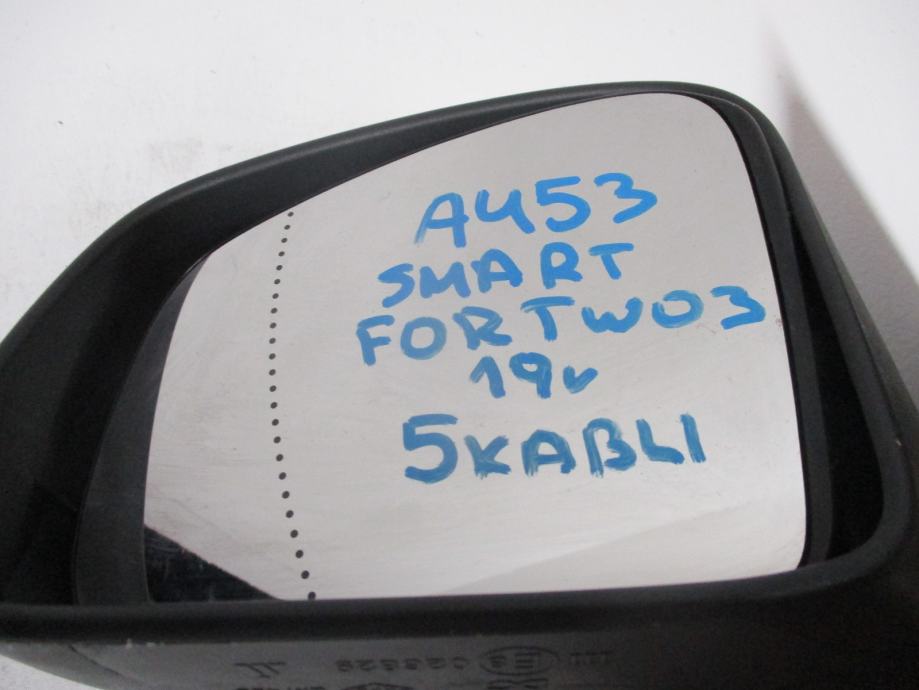 A453
SMART
FORTWO3
19v
5KABLI